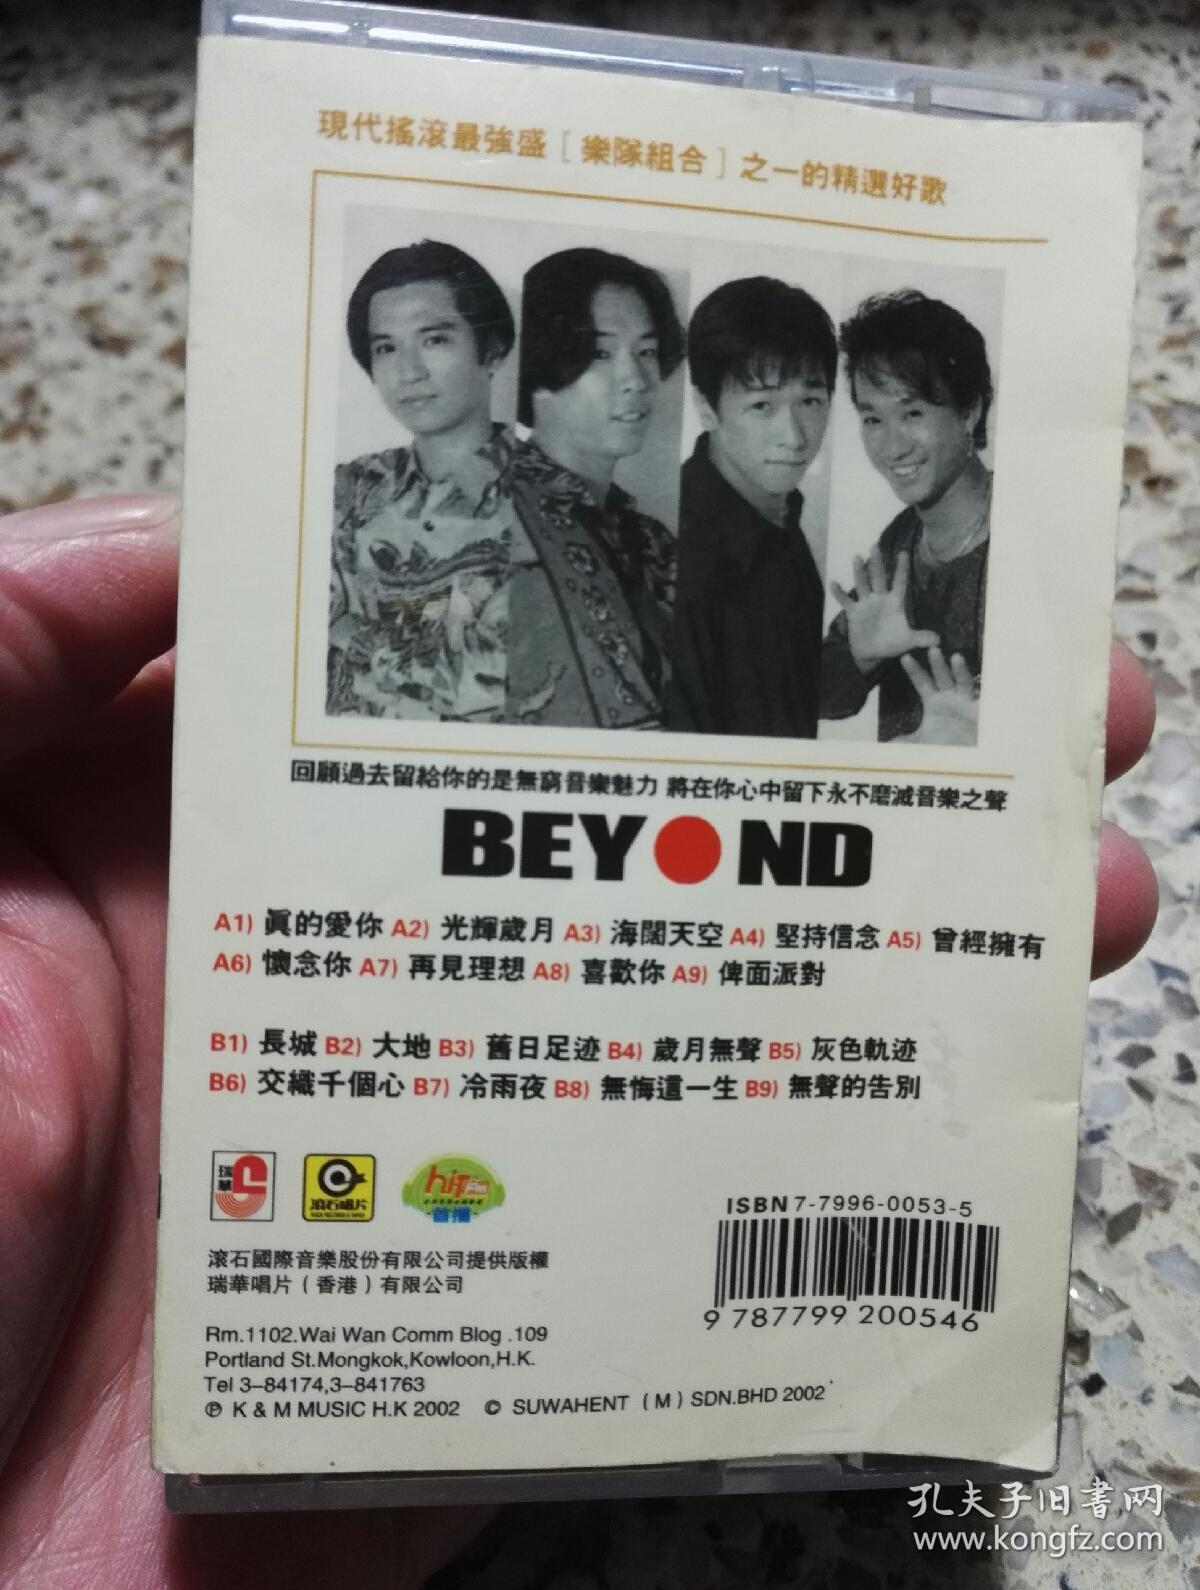 現代搖滾最強盛［樂隊組合］之一的精選好歌
回顧過去留給你的是無窮音樂魅力 將在你心中留下永不磨滅音樂之聲
BEYOND
A1) 眞的愛你 A2) 光輝歲月 A3) 海闊天空 A4) 堅持信念 A5) 曾經擁有
A6) 懷念你 A7) 再見理想 A8) 喜歡你 A9) 俾面派對
B1) 長城 B2) 大地 B3) 舊日足迹 B4) 歲月無聲 B5) 灰色軌迹
B6) 交織千個心 B7) 冷雨夜 B8) 無悔這一生 B9) 無聲的告別
瑞華
滾石唱片
hit FM
首播
ISBN 7-7996-0053-5
9 787799 200546
滾石國際音樂股份有限公司提供版權
瑞華唱片（香港）有限公司
Rm.1102.Wai Wan Comm Blog .109
Portland St.Mongkok,Kowloon,H.K.
Tel 3-84174,3-841763
℗ K & M MUSIC H.K 2002 © SUWAHENT (M) SDN.BHD 2002
孔夫子旧書网
www.kongfz.com